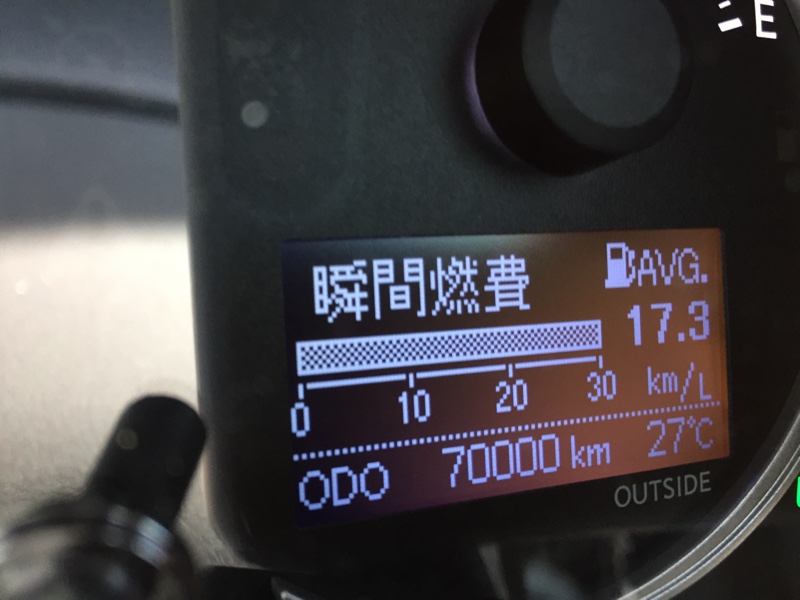 E
瞬間燃費
AVG.
17.3
km/L
0 10 20 30
ODO 70000 km 27℃
OUTSIDE